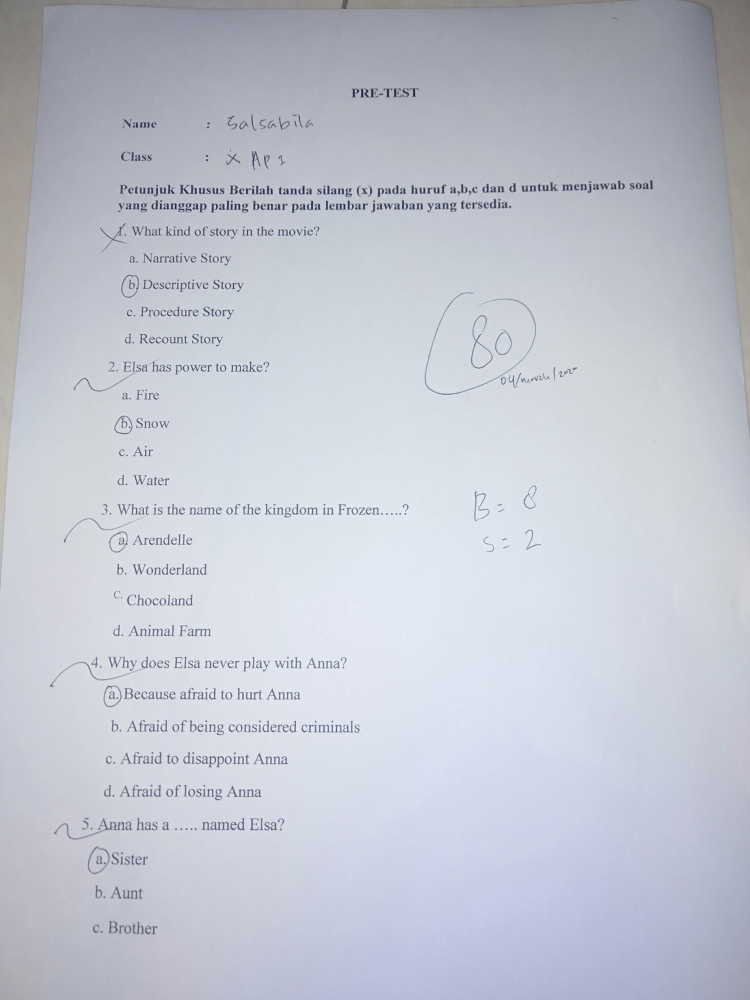 PRE-TEST
Name : Salsabila
Class : X AP 1
Petunjuk Khusus Berilah tanda silang (x) pada huruf a,b,c dan d untuk menjawab soal
yang dianggap paling benar pada lembar jawaban yang tersedia.
1. What kind of story in the movie?
a. Narrative Story
b. Descriptive Story
c. Procedure Story
d. Recount Story
80
04/march/2020
2. Elsa has power to make?
a. Fire
b. Snow
c. Air
d. Water
3. What is the name of the kingdom in Frozen…..?
B = 8
S = 2
a. Arendelle
b. Wonderland
C. Chocoland
d. Animal Farm
4. Why does Elsa never play with Anna?
a. Because afraid to hurt Anna
b. Afraid of being considered criminals
c. Afraid to disappoint Anna
d. Afraid of losing Anna
5. Anna has a ….. named Elsa?
a. Sister
b. Aunt
c. Brother